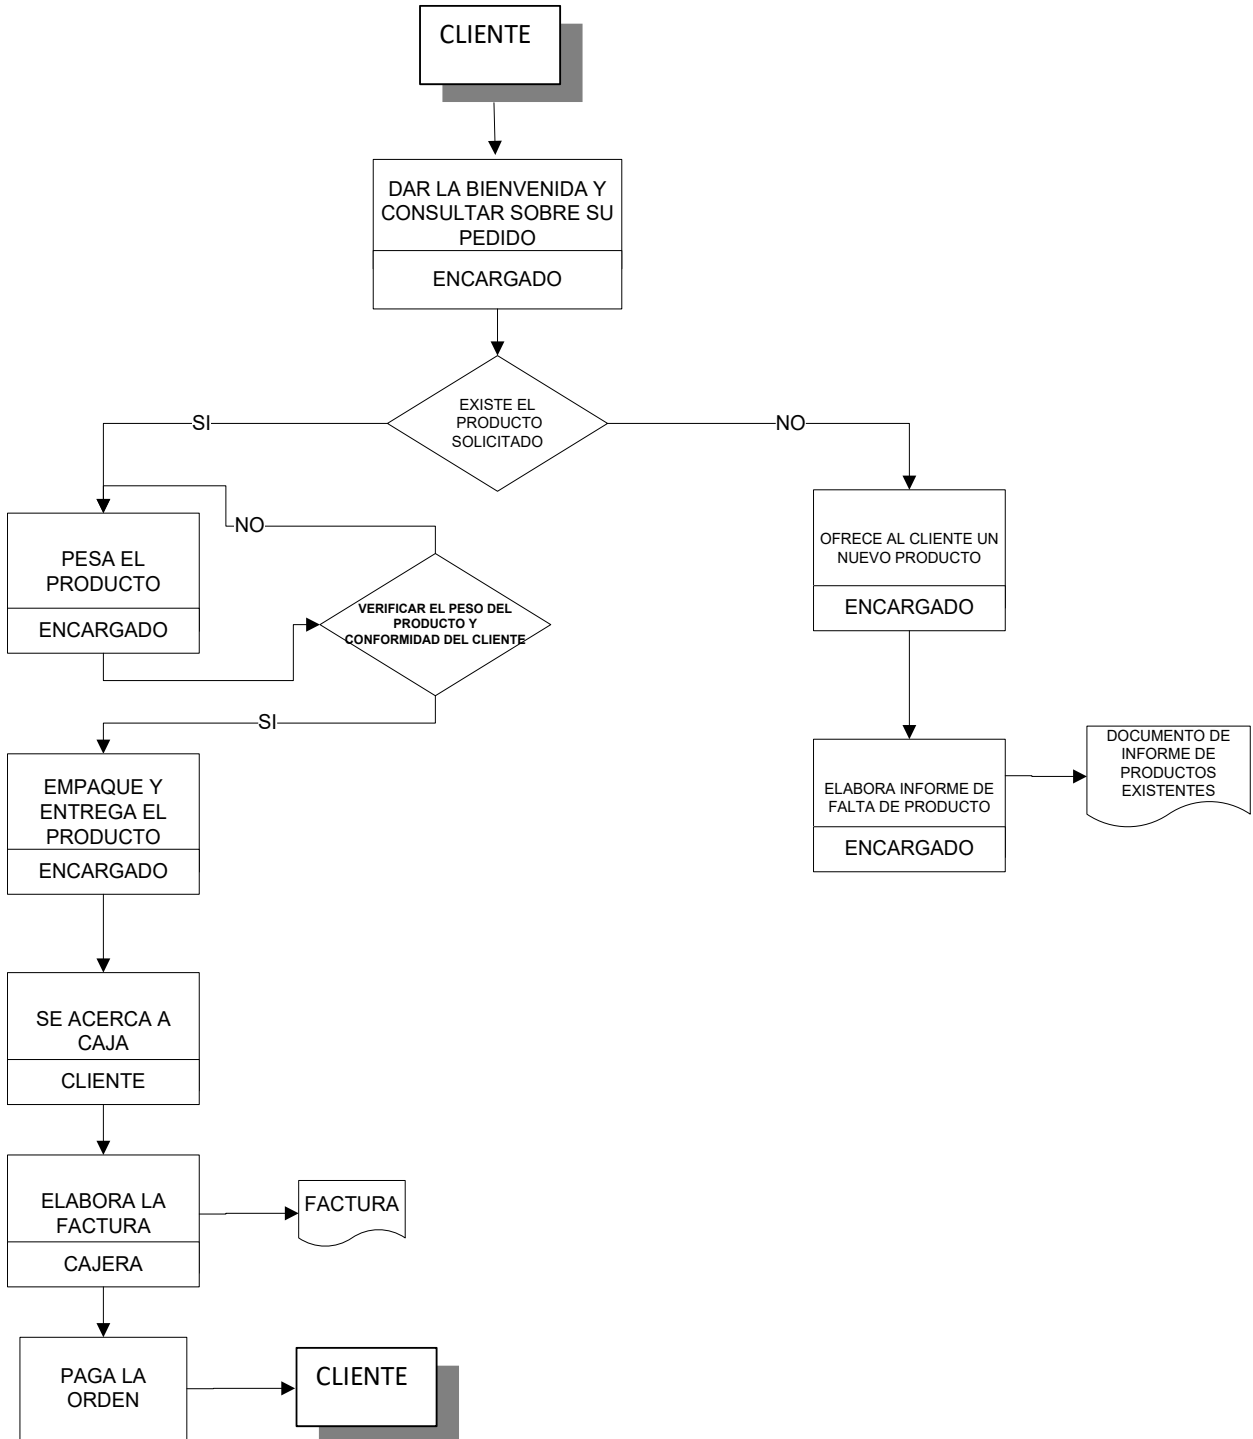 CLIENTE
DAR LA BIENVENIDA Y
CONSULTAR SOBRE SU
PEDIDO
ENCARGADO
EXISTE EL
PRODUCTO
SOLICITADO
SI
NO
PESA EL
PRODUCTO
ENCARGADO
NO
VERIFICAR EL PESO DEL
PRODUCTO Y
CONFORMIDAD DEL CLIENTE
SI
OFRECE AL CLIENTE UN
NUEVO PRODUCTO
ENCARGADO
ELABORA INFORME DE
FALTA DE PRODUCTO
ENCARGADO
DOCUMENTO DE
INFORME DE
PRODUCTOS
EXISTENTES
EMPAQUE Y
ENTREGA EL
PRODUCTO
ENCARGADO
SE ACERCA A
CAJA
CLIENTE
ELABORA LA
FACTURA
CAJERA
FACTURA
PAGA LA
ORDEN
CLIENTE